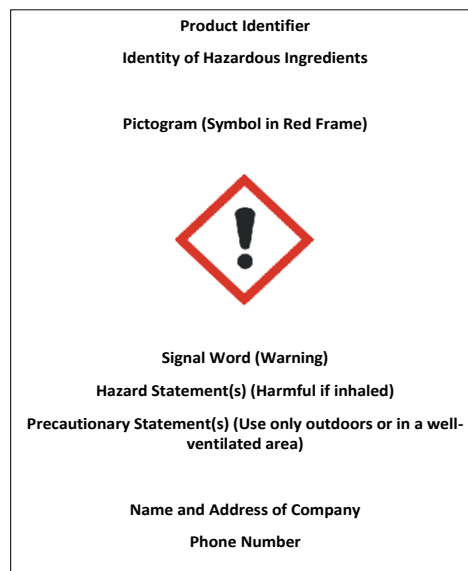 Product Identifier
Identity of Hazardous Ingredients
Pictogram (Symbol in Red Frame)
Signal Word (Warning)
Hazard Statement(s) (Harmful if inhaled)
Precautionary Statement(s) (Use only outdoors or in a well-
ventilated area)
Name and Address of Company
Phone Number